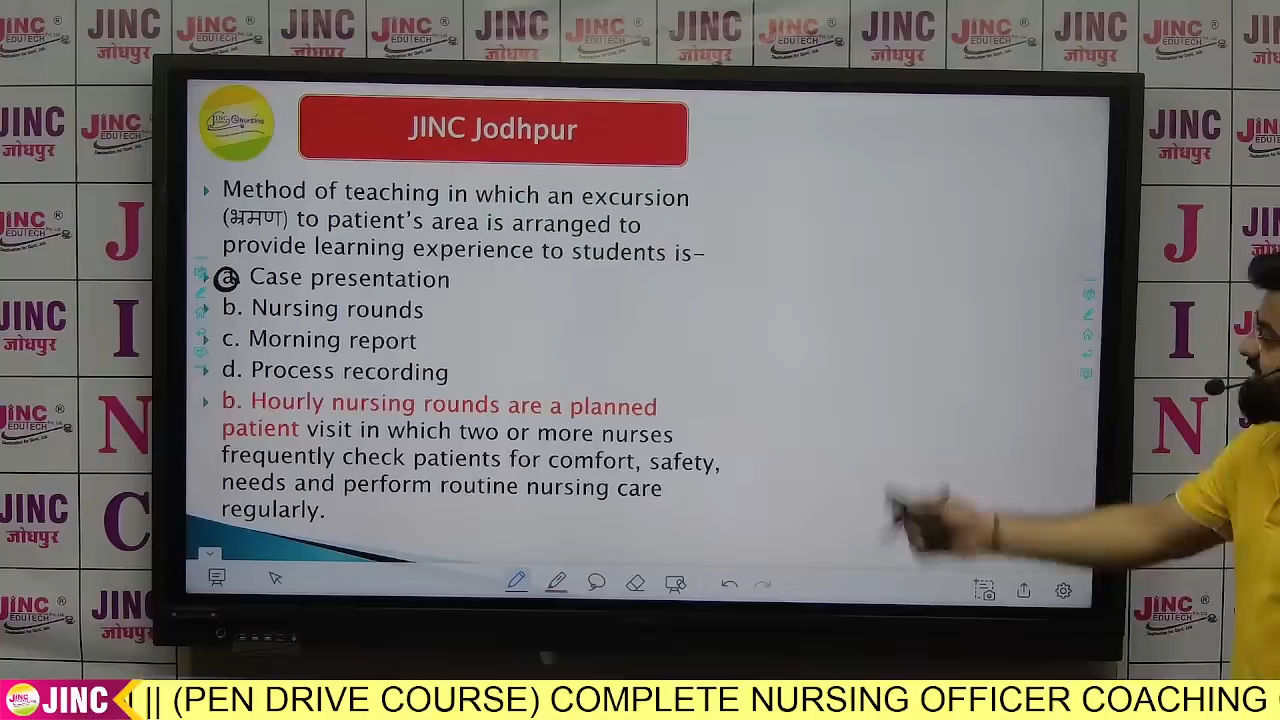 JINC Jodhpur
Method of teaching in which an excursion
(भ्रमण) to patient's area is arranged to
provide learning experience to students is-
a. Case presentation
b. Nursing rounds
c. Morning report
d. Process recording
b. Hourly nursing rounds are a planned
patient visit in which two or more nurses
frequently check patients for comfort, safety,
needs and perform routine nursing care
regularly.
JINC
जोधपुर
JINC
EDUTECH
J
I
N
C
J
I
N
JINC || (PEN DRIVE COURSE) COMPLETE NURSING OFFICER COACHING